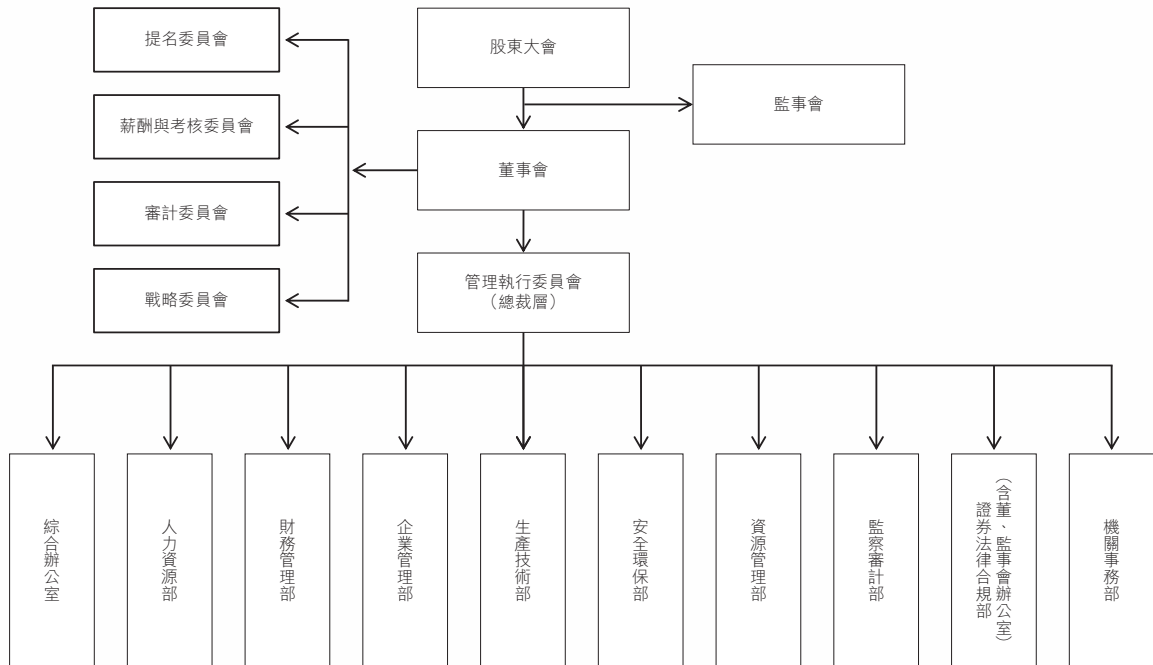 提名委員會
股東大會
監事會
薪酬與考核委員會
董事會
審計委員會
管理執行委員會
（總裁層）
戰略委員會
綜合辦公室
人力資源部
財務管理部
企業管理部
生產技術部
安全環保部
資源管理部
監察審計部
證券法律合規部
（含董、監事會辦公室）
機關事務部